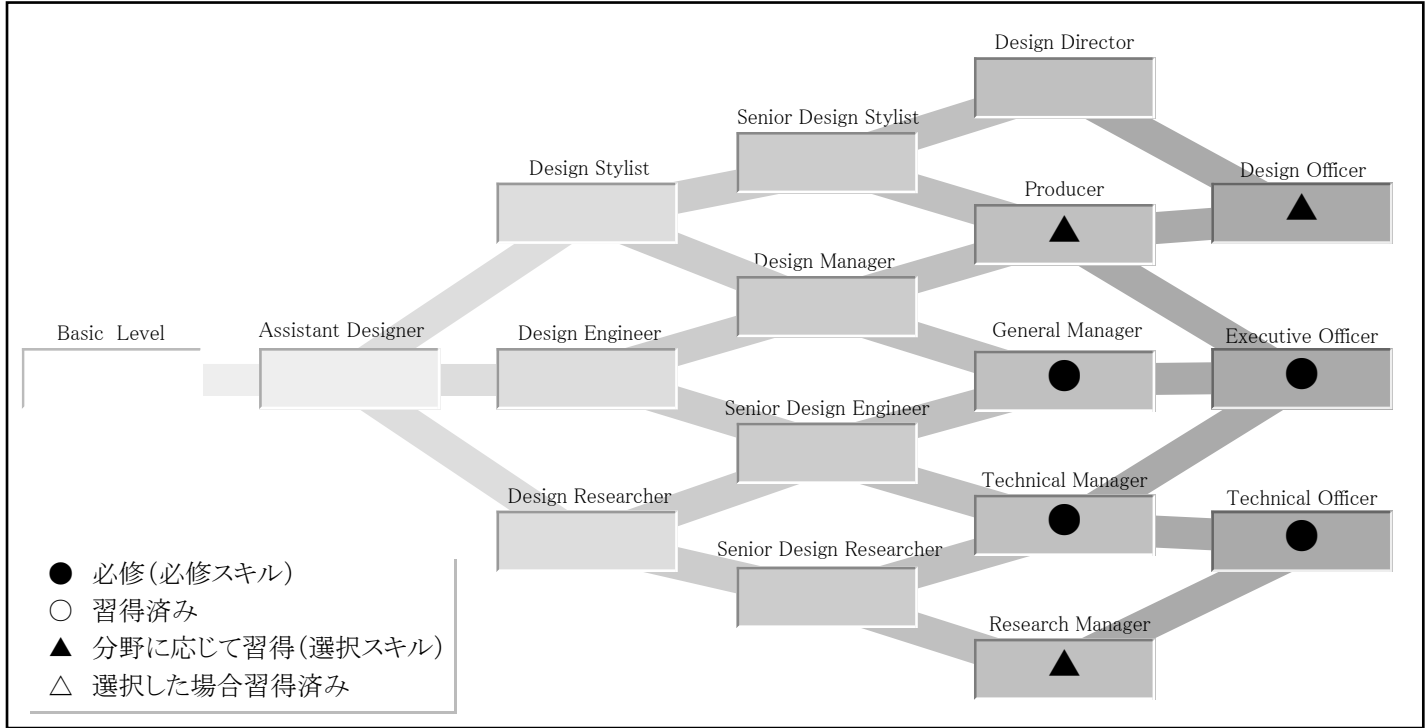 Design Director
Senior Design Stylist
Design Stylist
Design Officer
Producer
▲
▲
Design Manager
Basic Level
Assistant Designer
Design Engineer
General Manager
Executive Officer
●
●
Senior Design Engineer
Design Researcher
Technical Manager
Technical Officer
●
●
Senior Design Researcher
Research Manager
▲
● 必修(必修スキル)
○ 習得済み
▲ 分野に応じて習得(選択スキル)
△ 選択した場合習得済み